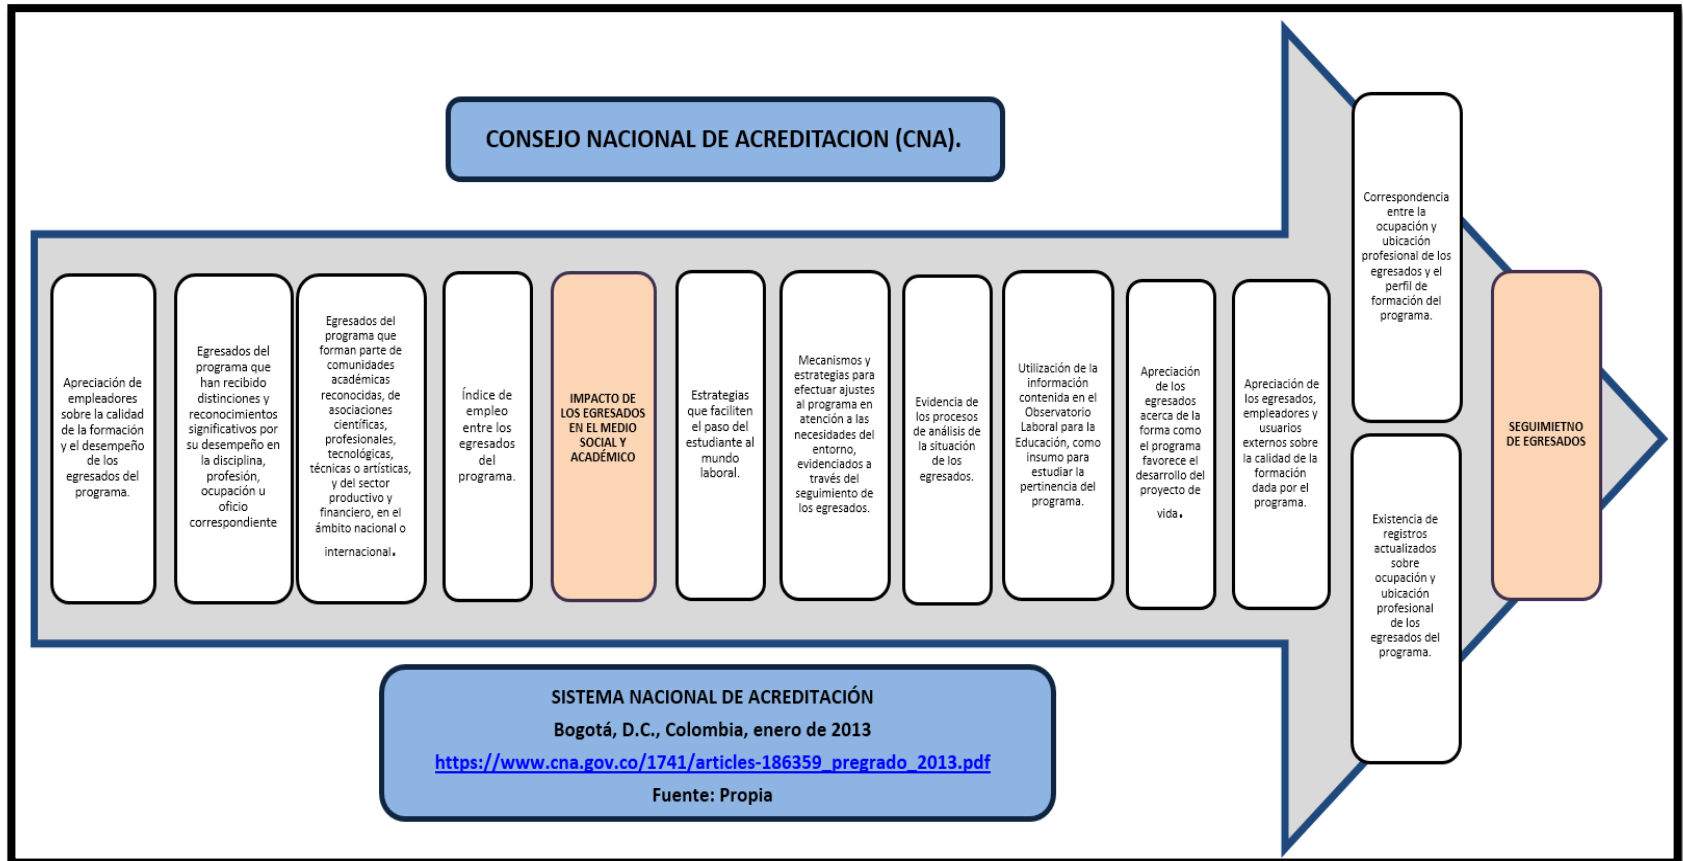 CONSEJO NACIONAL DE ACREDITACION (CNA).
Apreciación de
empleadores
sobre la calidad
de la formación
y el desempeño
de los
egresados del
programa.
Egresados del
programa que
han recibido
distinciones y
reconocimientos
significativos por
su desempeño en
la disciplina,
profesión,
ocupación u
oficio
correspondiente
Egresados del
programa que
forman parte de
comunidades
académicas
reconocidas, de
asociaciones
científicas,
profesionales,
tecnológicas,
técnicas o artísticas,
y del sector
productivo y
financiero, en el
ámbito nacional o
internacional.
Índice de
empleo
entre los
egresados
del
programa.
IMPACTO DE
LOS EGRESADOS
EN EL MEDIO
SOCIAL Y
ACADÉMICO
Estrategias
que faciliten
el paso del
estudiante al
mundo
laboral.
Mecanismos y
estrategias para
efectuar ajustes
al programa en
atención a las
necesidades del
entorno,
evidenciados a
través del
seguimiento de
los egresados.
Evidencia de
los procesos
de análisis de
la situación
de los
egresados.
Utilización de la
información
contenida en el
Observatorio
Laboral para la
Educación, como
insumo para
estudiar la
pertinencia del
programa.
Apreciación
de los
egresados
acerca de la
forma como
el programa
favorece el
desarrollo del
proyecto de
vida.
Apreciación de
los egresados,
empleadores y
usuarios
externos sobre
la calidad de la
formación
dada por el
programa.
Correspondencia
entre la
ocupación y
ubicación
profesional de los
egresados y el
perfil de
formación del
programa.
Existencia de
registros
actualizados
sobre
ocupación y
ubicación
profesional
de los
egresados del
programa.
SEGUIMIETNO
DE EGRESADOS
SISTEMA NACIONAL DE ACREDITACIÓN
Bogotá, D.C., Colombia, enero de 2013
https://www.cna.gov.co/1741/articles-186359_pregrado_2013.pdf
Fuente: Propia